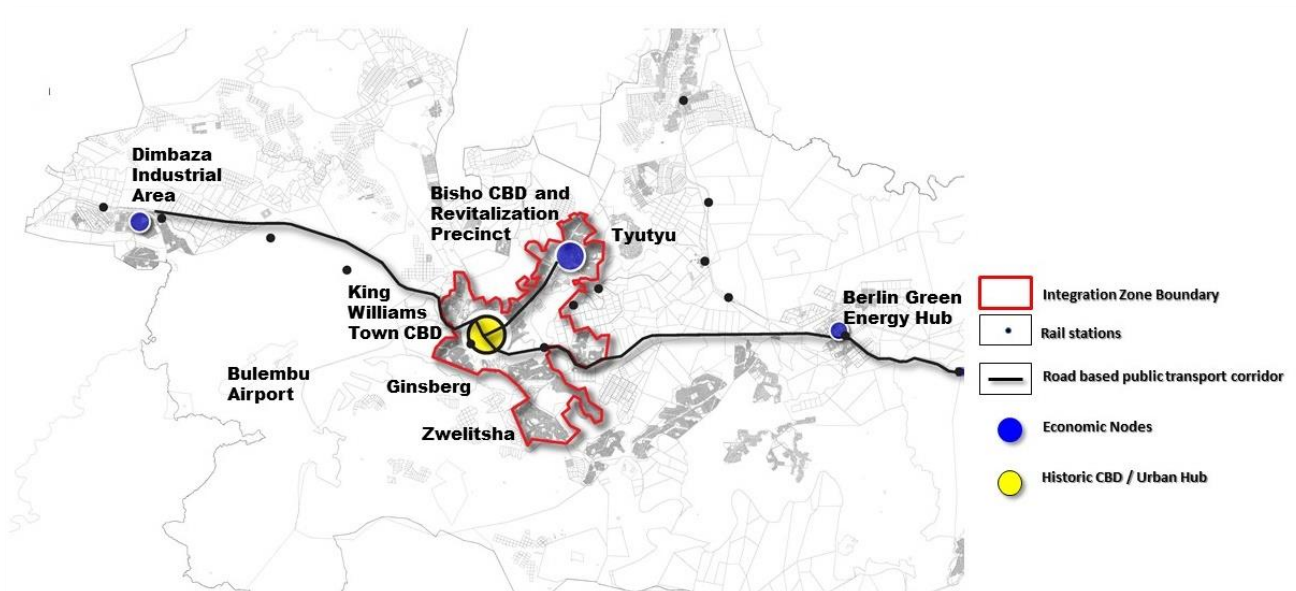 Dimbaza
Industrial
Area
Bisho CBD and
Revitalization
Precinct
Tyutyu
King
Williams
Town CBD
Berlin Green
Energy Hub
Bulembu
Airport
Ginsberg
Zwelitsha
Integration Zone Boundary
Rail stations
Road based public transport corridor
Economic Nodes
Historic CBD / Urban Hub